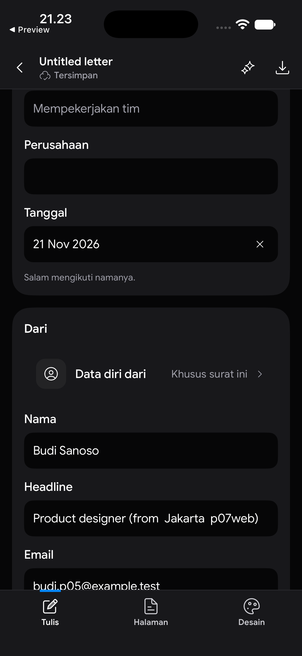 21.23
Preview
Untitled letter
Tersimpan
Mempekerjakan tim
Perusahaan
Tanggal
21 Nov 2026
Salam mengikuti namanya.
Dari
Data diri dari
Khusus surat ini
Nama
Budi Sanoso
Headline
Product designer (from  Jakarta  p07web)
Email
budi.p05@example.test
Tulis
Halaman
Desain